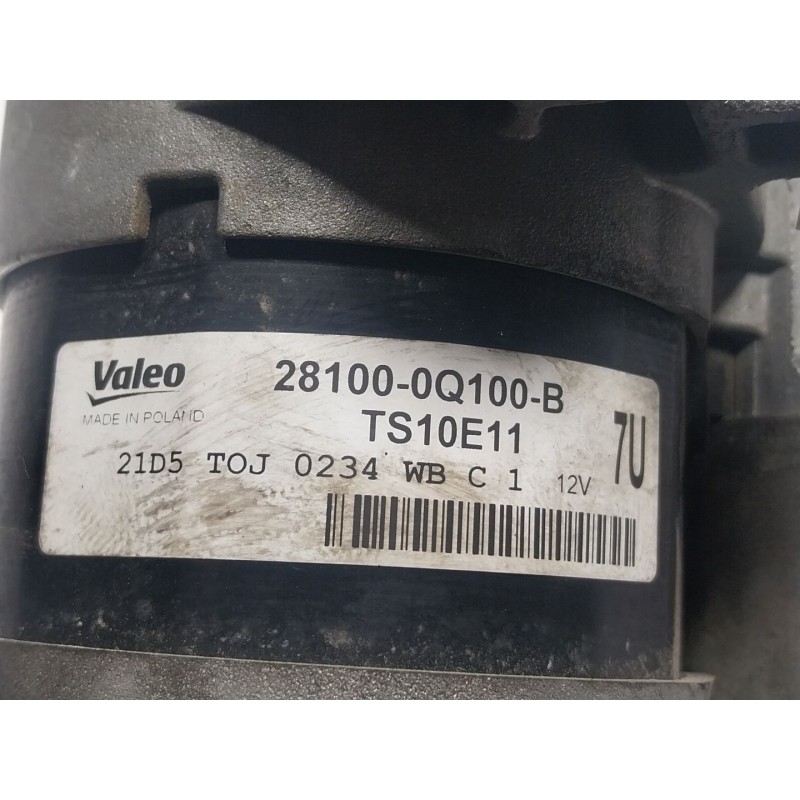 Valeo 28100-0Q100-B
MADE IN POLAND TS10E11
21D5 TOJ 0234 WB C 1 12V 7U